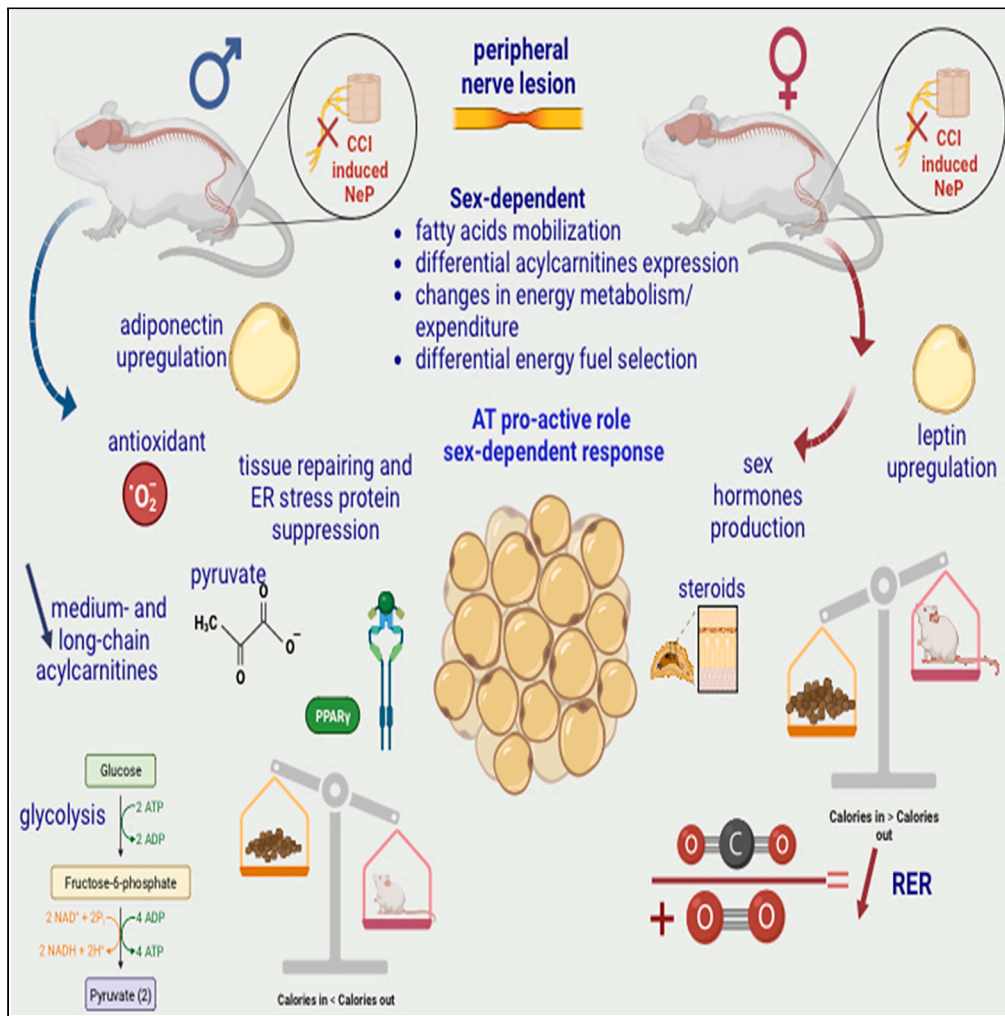 peripheral
nerve lesion
CCI
induced
NeP
CCI
induced
NeP
Sex-dependent
• fatty acids mobilization
• differential acylcarnitines expression
• changes in energy metabolism/
expenditure
• differential energy fuel selection
adiponectin
upregulation
antioxidant
•O₂⁻
tissue repairing and
ER stress protein
suppression
AT pro-active role
sex-dependent response
leptin
upregulation
sex
hormones
production
medium- and
long-chain
acylcarnitines
pyruvate
H₃C
O
O⁻
O
PPARγ
steroids
Glucose
glycolysis
2 ATP
2 ADP
Fructose-6-phosphate
2 NAD⁺ + 2Pᵢ
4 ADP
2 NADH + 2H⁺
4 ATP
Pyruvate (2)
Calories in < Calories out
Calories in > Calories
out
O C O
=
RER
+ O O